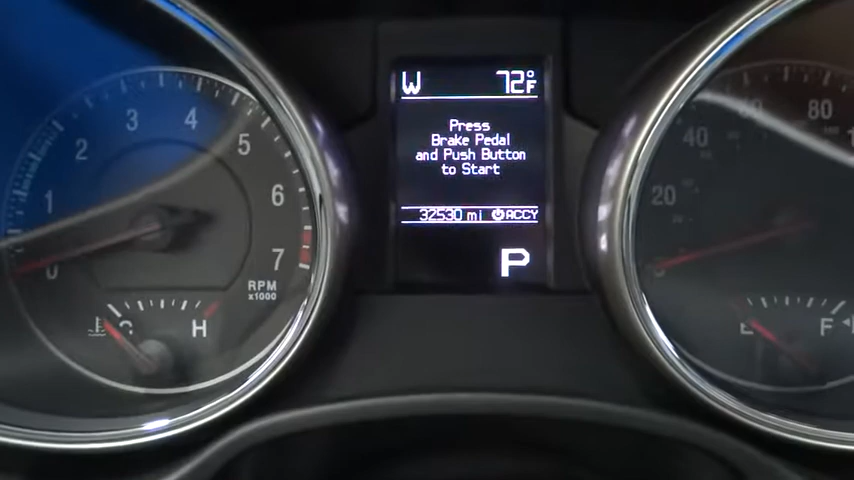 W 72°F
Press
Brake Pedal
and Push Button
to Start
32530 mi ACCY
P
0
1
2
3
4
5
6
7
RPM
x1000
C H
20
40
80
E F